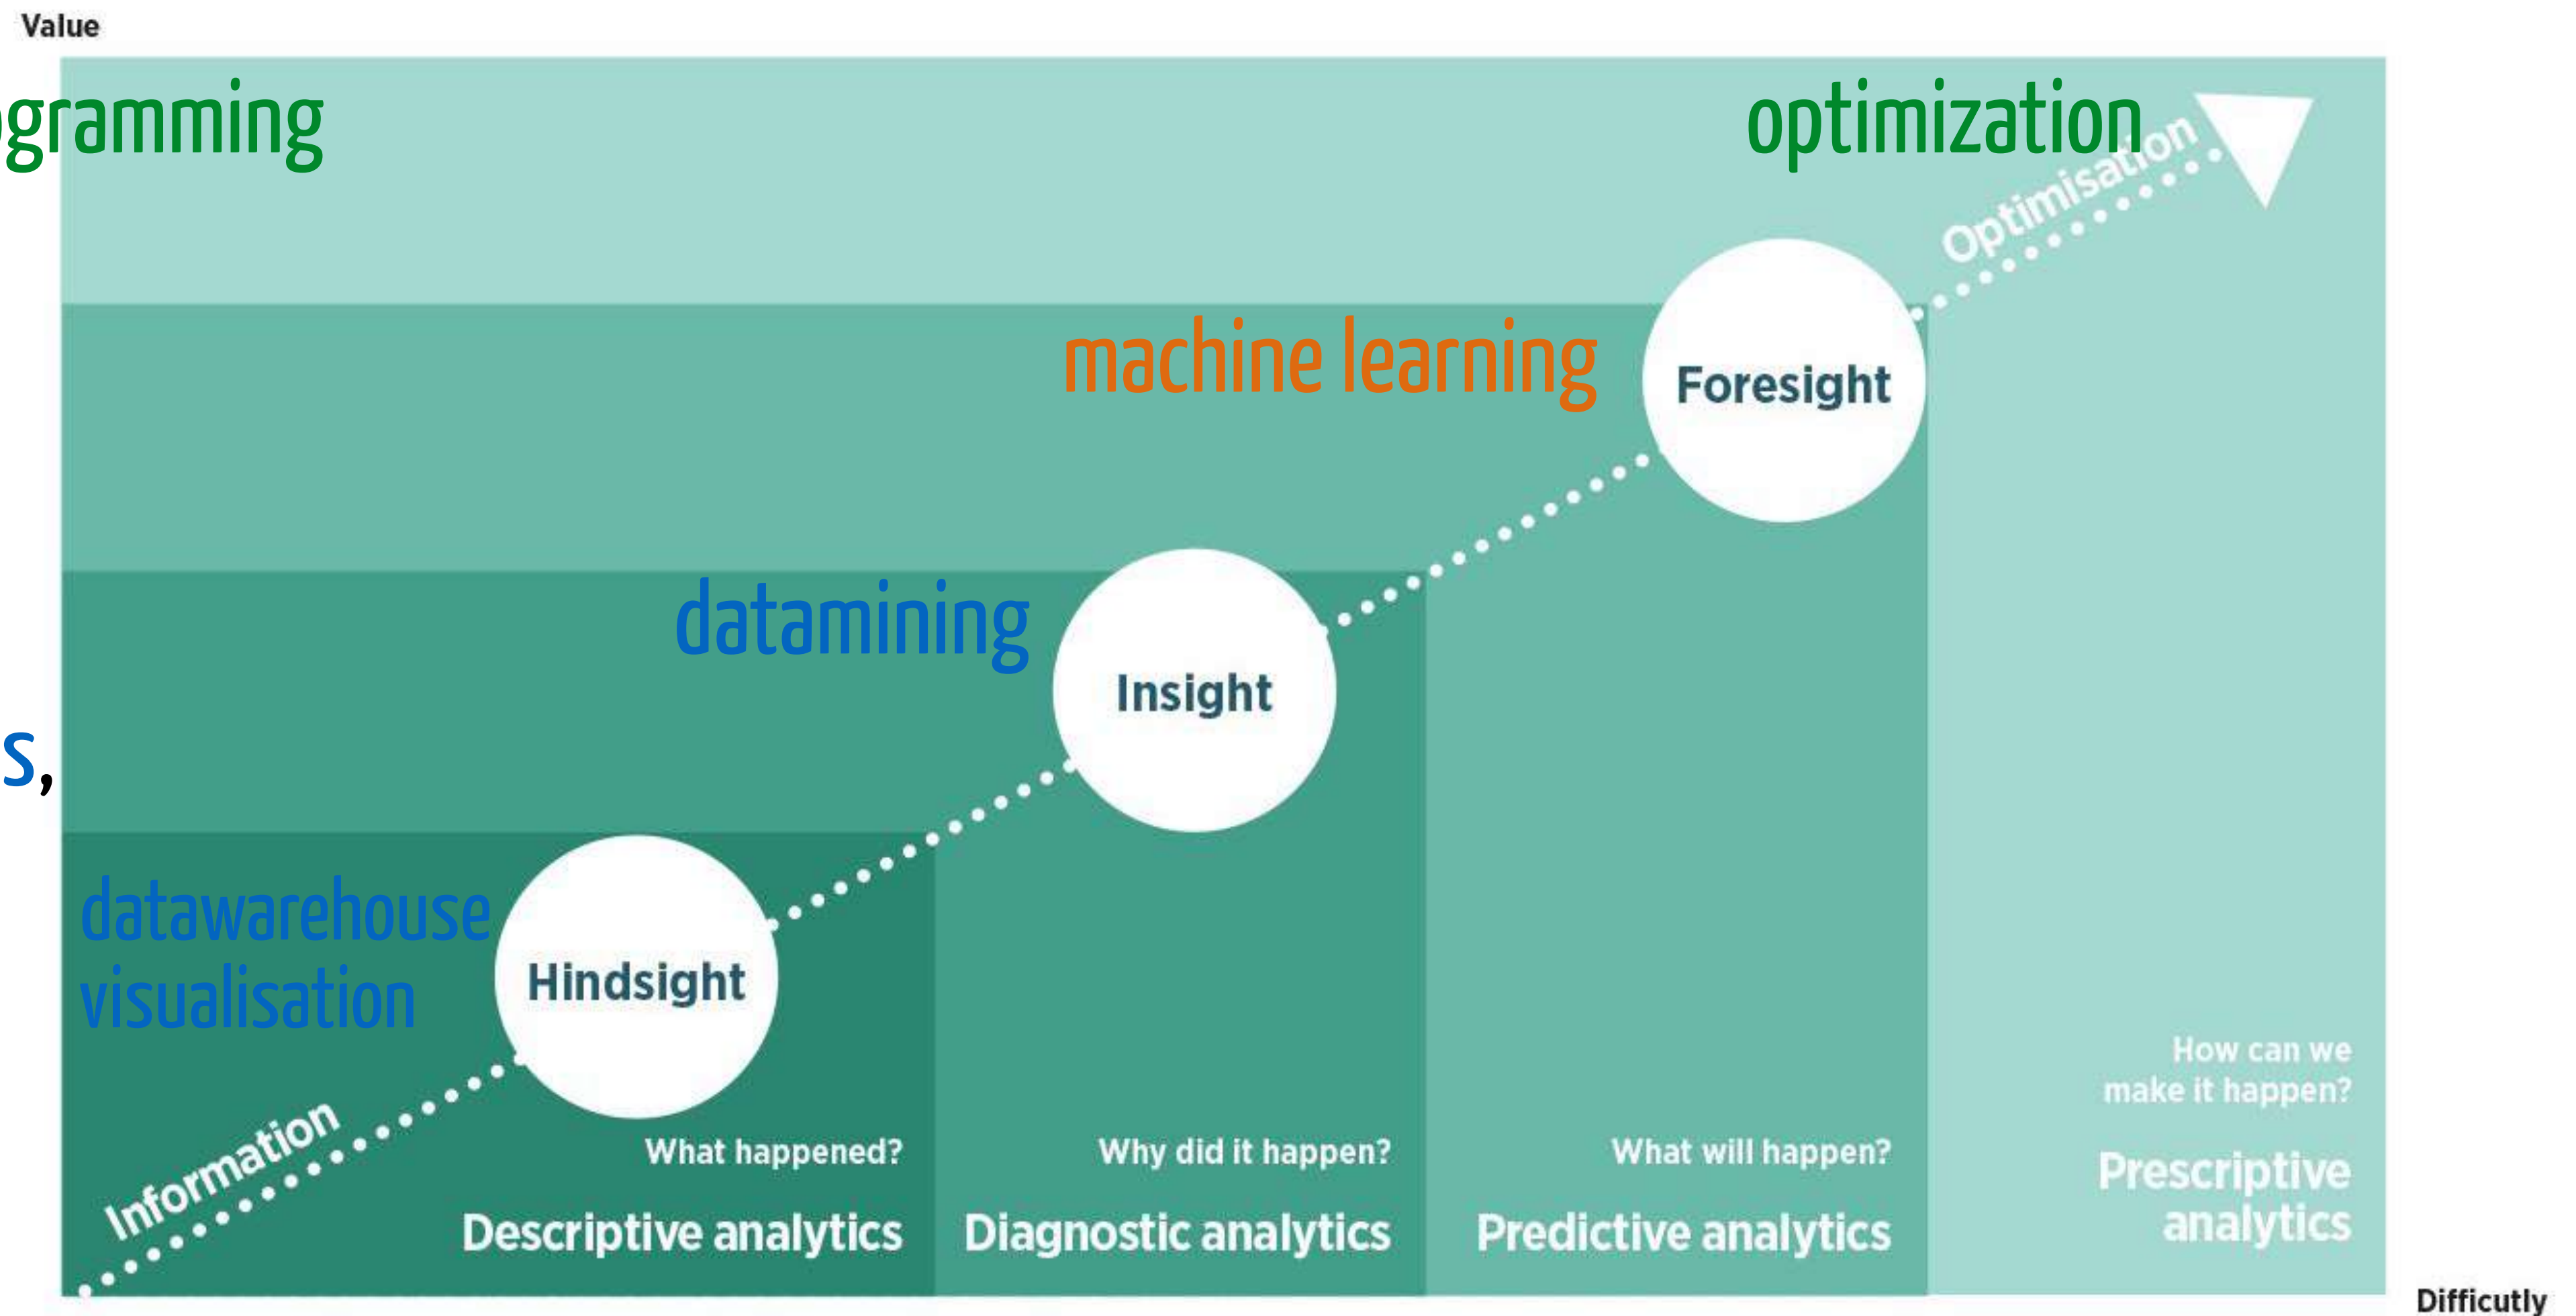 Value
ogramming
optimization
Optimisation
machine learning
Foresight
datamining
Insight
s,
datawarehouse
visualisation
Hindsight
Information
What happened?
Descriptive analytics
Why did it happen?
Diagnostic analytics
What will happen?
Predictive analytics
How can we
make it happen?
Prescriptive
analytics
Difficutly